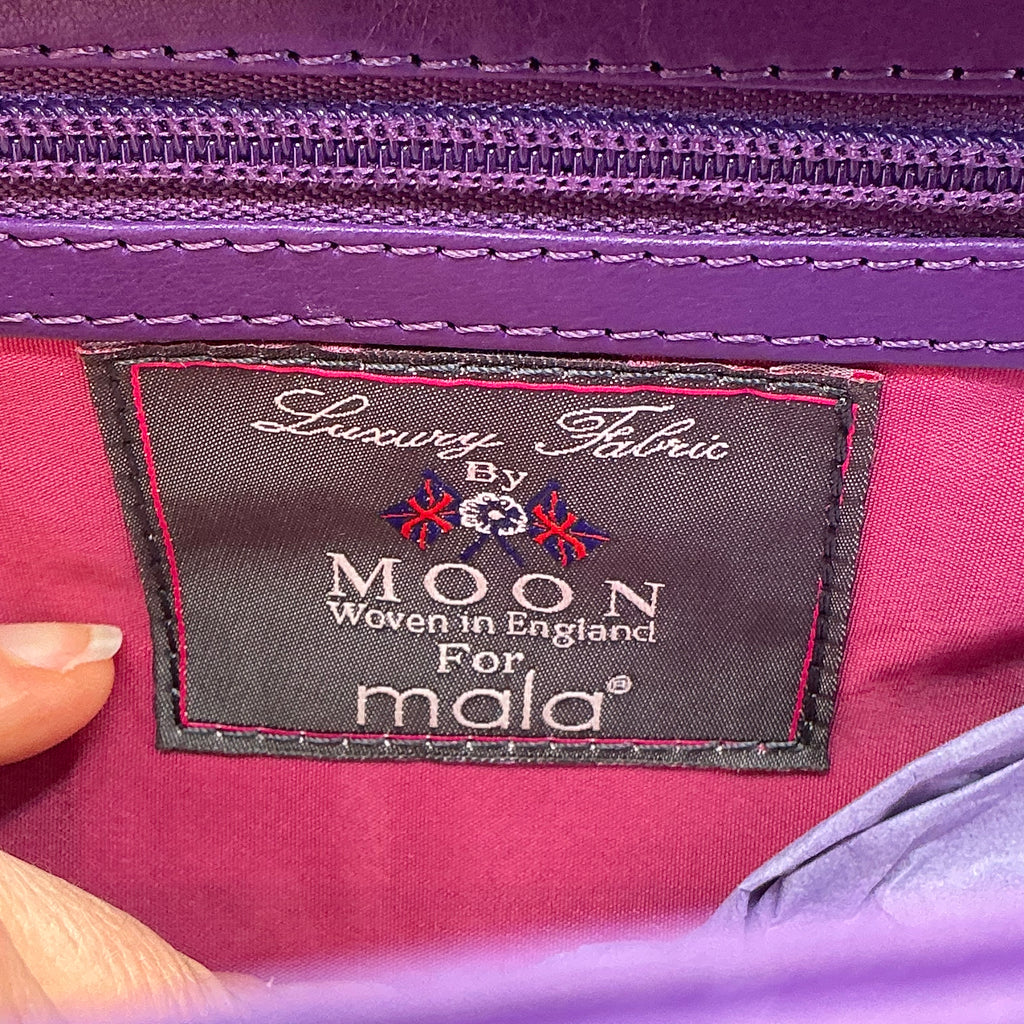 Luxury Fabric
By
MOON
Woven in England
For
mala®